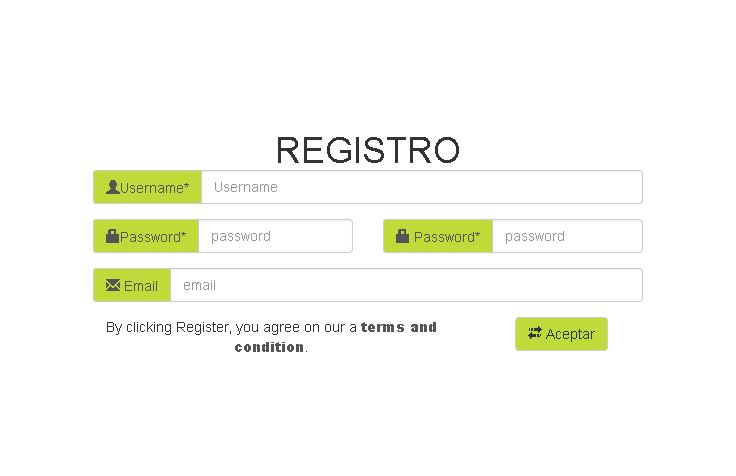 REGISTRO
Username* Username
Password* password Password* password
Email email
By clicking Register, you agree on our a terms and
condition.
Aceptar